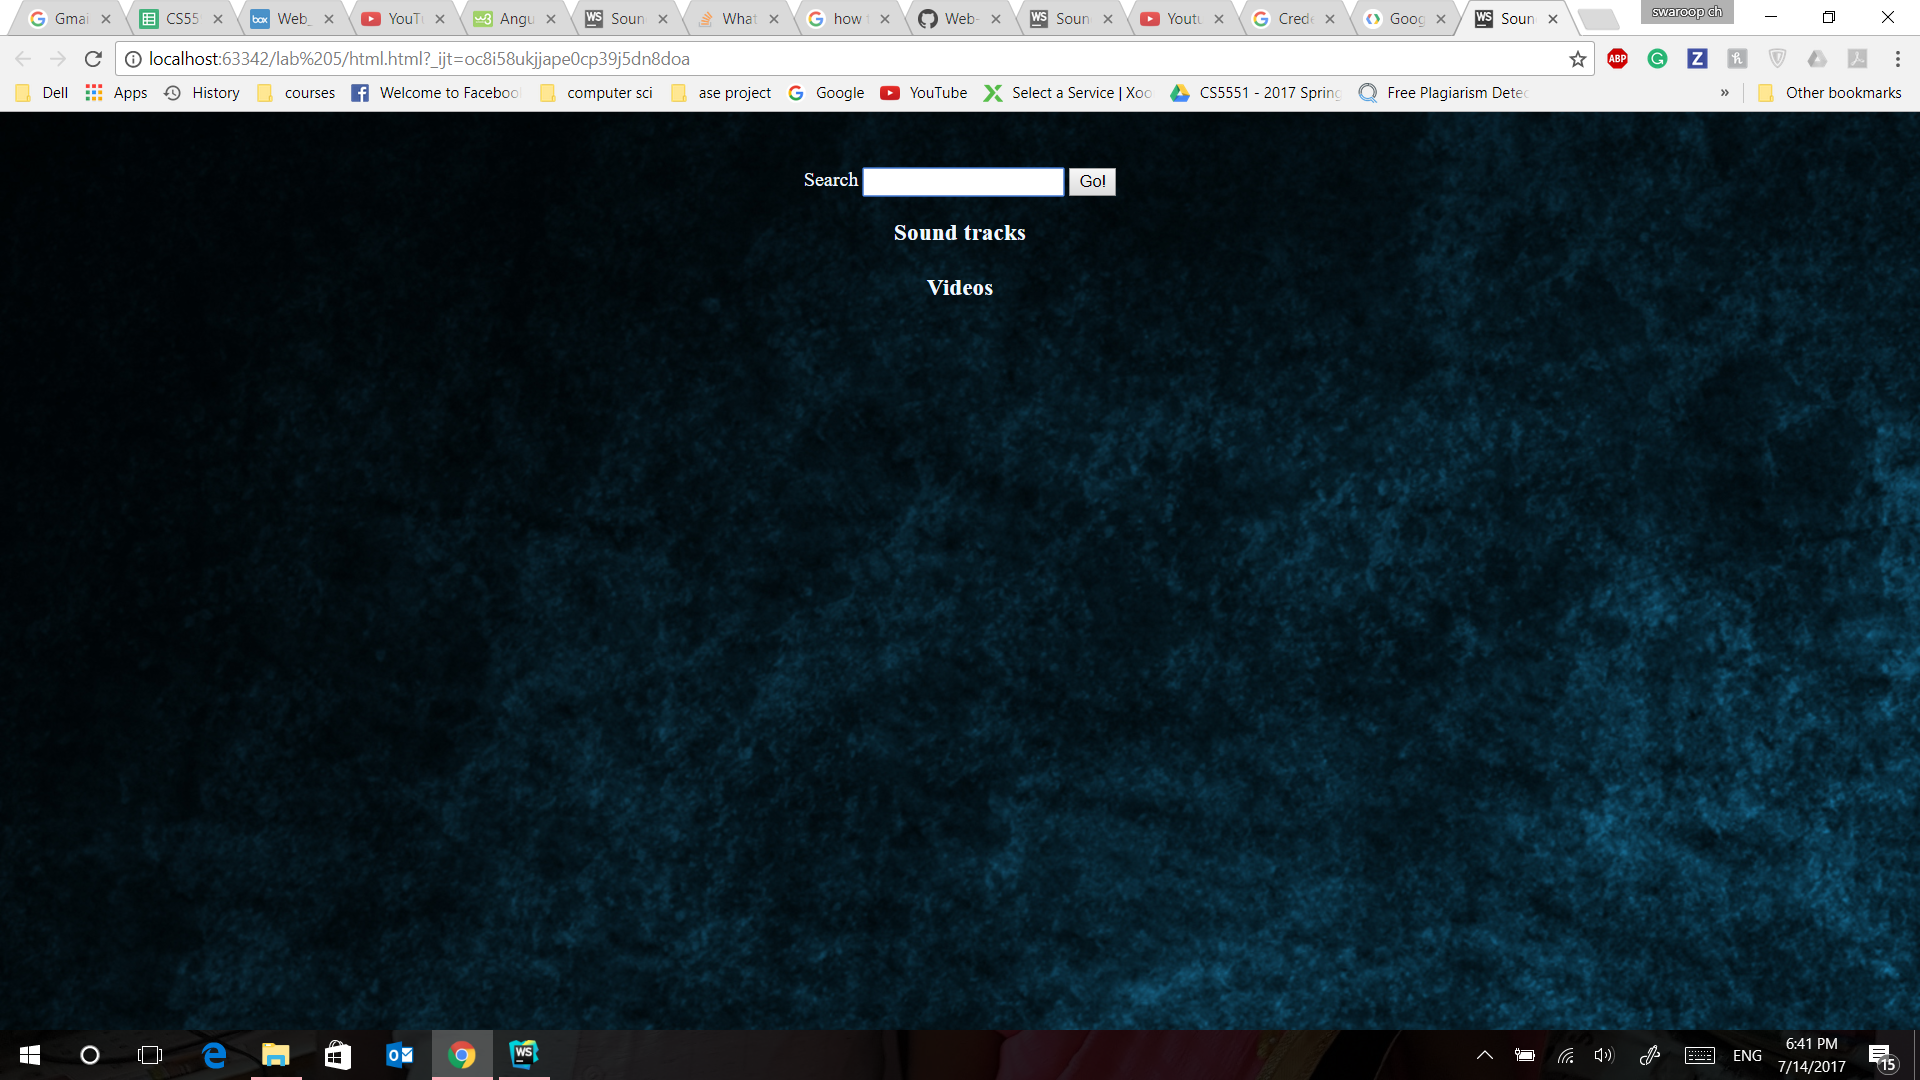 Gmai CS55 Web_ YouTu Angu Soun What how t Web- Soun Youtu Crede Goog Soun swaroop ch
localhost:63342/lab%205/html.html?_ijt=oc8i58ukjjape0cp39j5dn8doa ABP
Dell Apps History courses Welcome to Faceboo computer sci ase project Google YouTube Select a Service | Xoo CS5551 - 2017 Spring Free Plagiarism Detec » Other bookmarks
Search Go!
Sound tracks
Videos
ENG 6:41 PM
7/14/2017 15